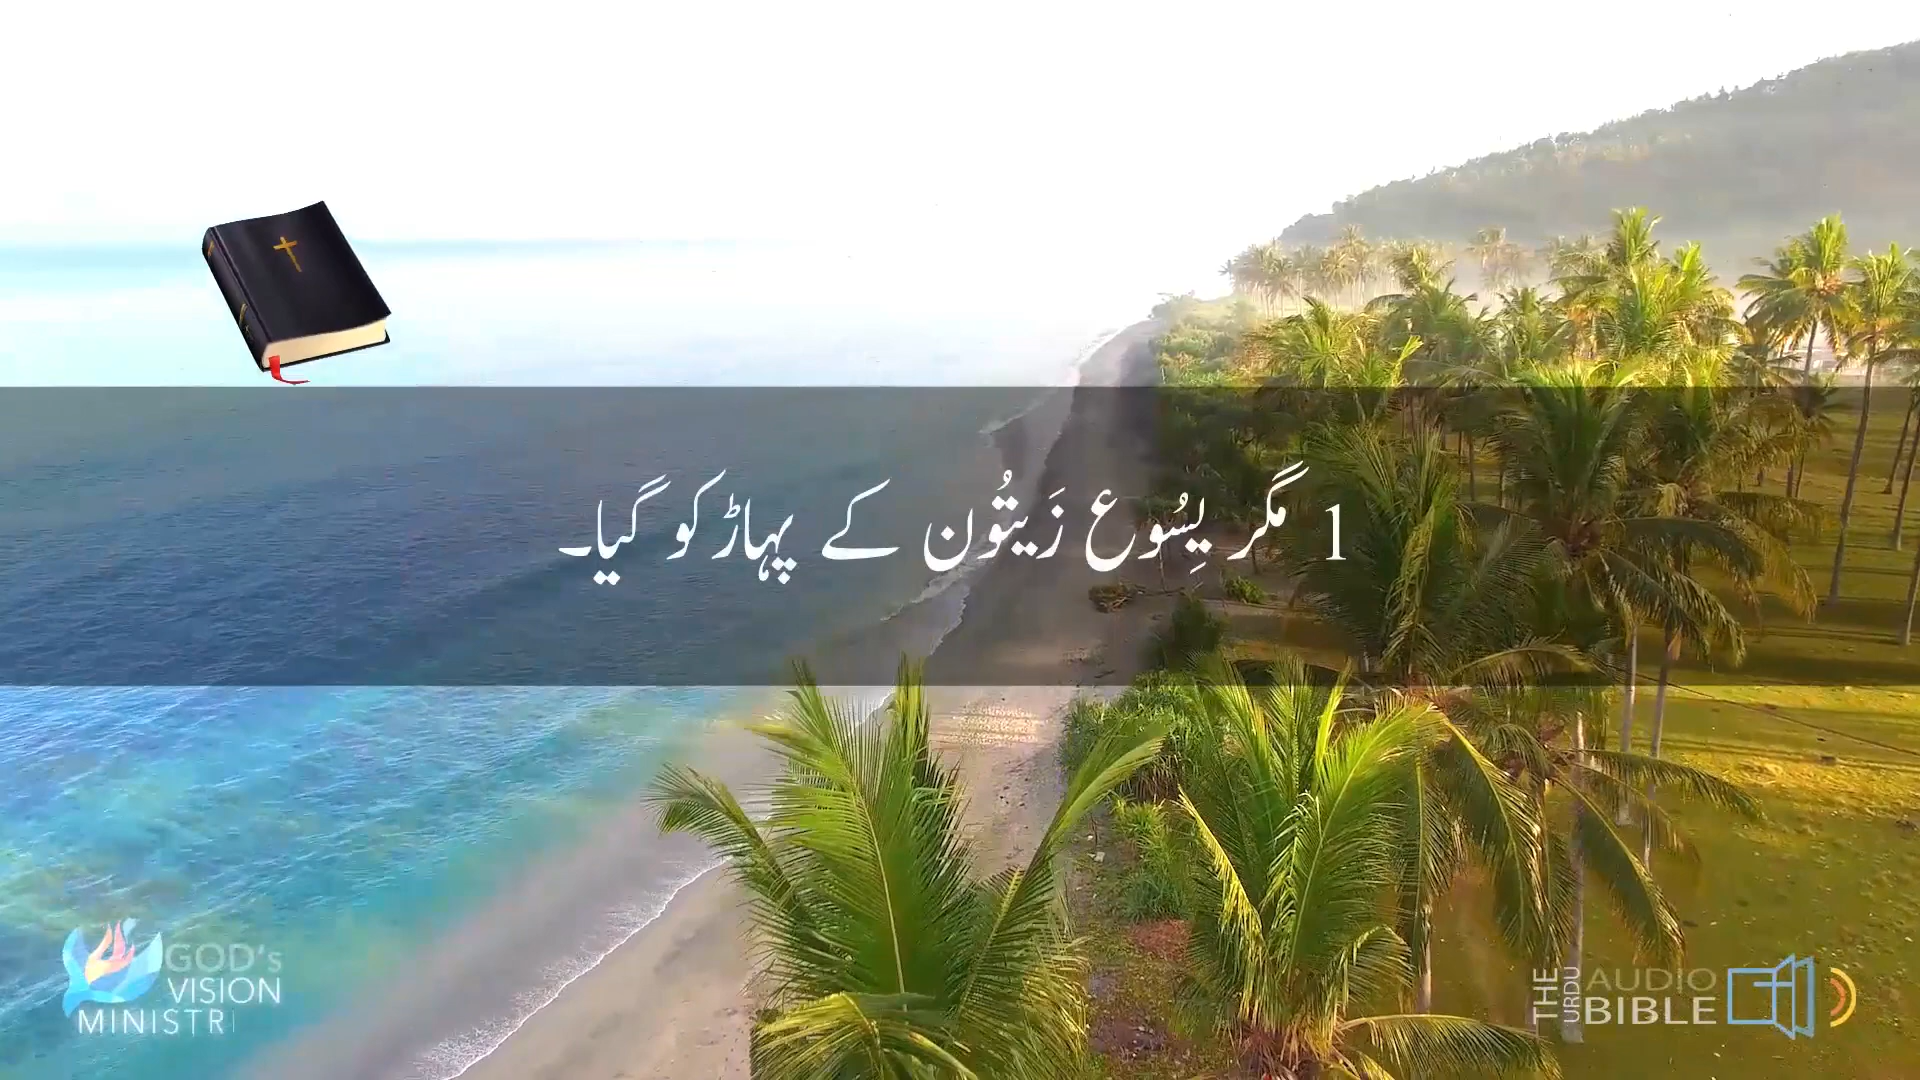 1 مگر یِسُوع زَیتُون کے پہاڑ کو گیا۔
GOD's
VISION
MINISTRI
THE URDU AUDIO BIBLE